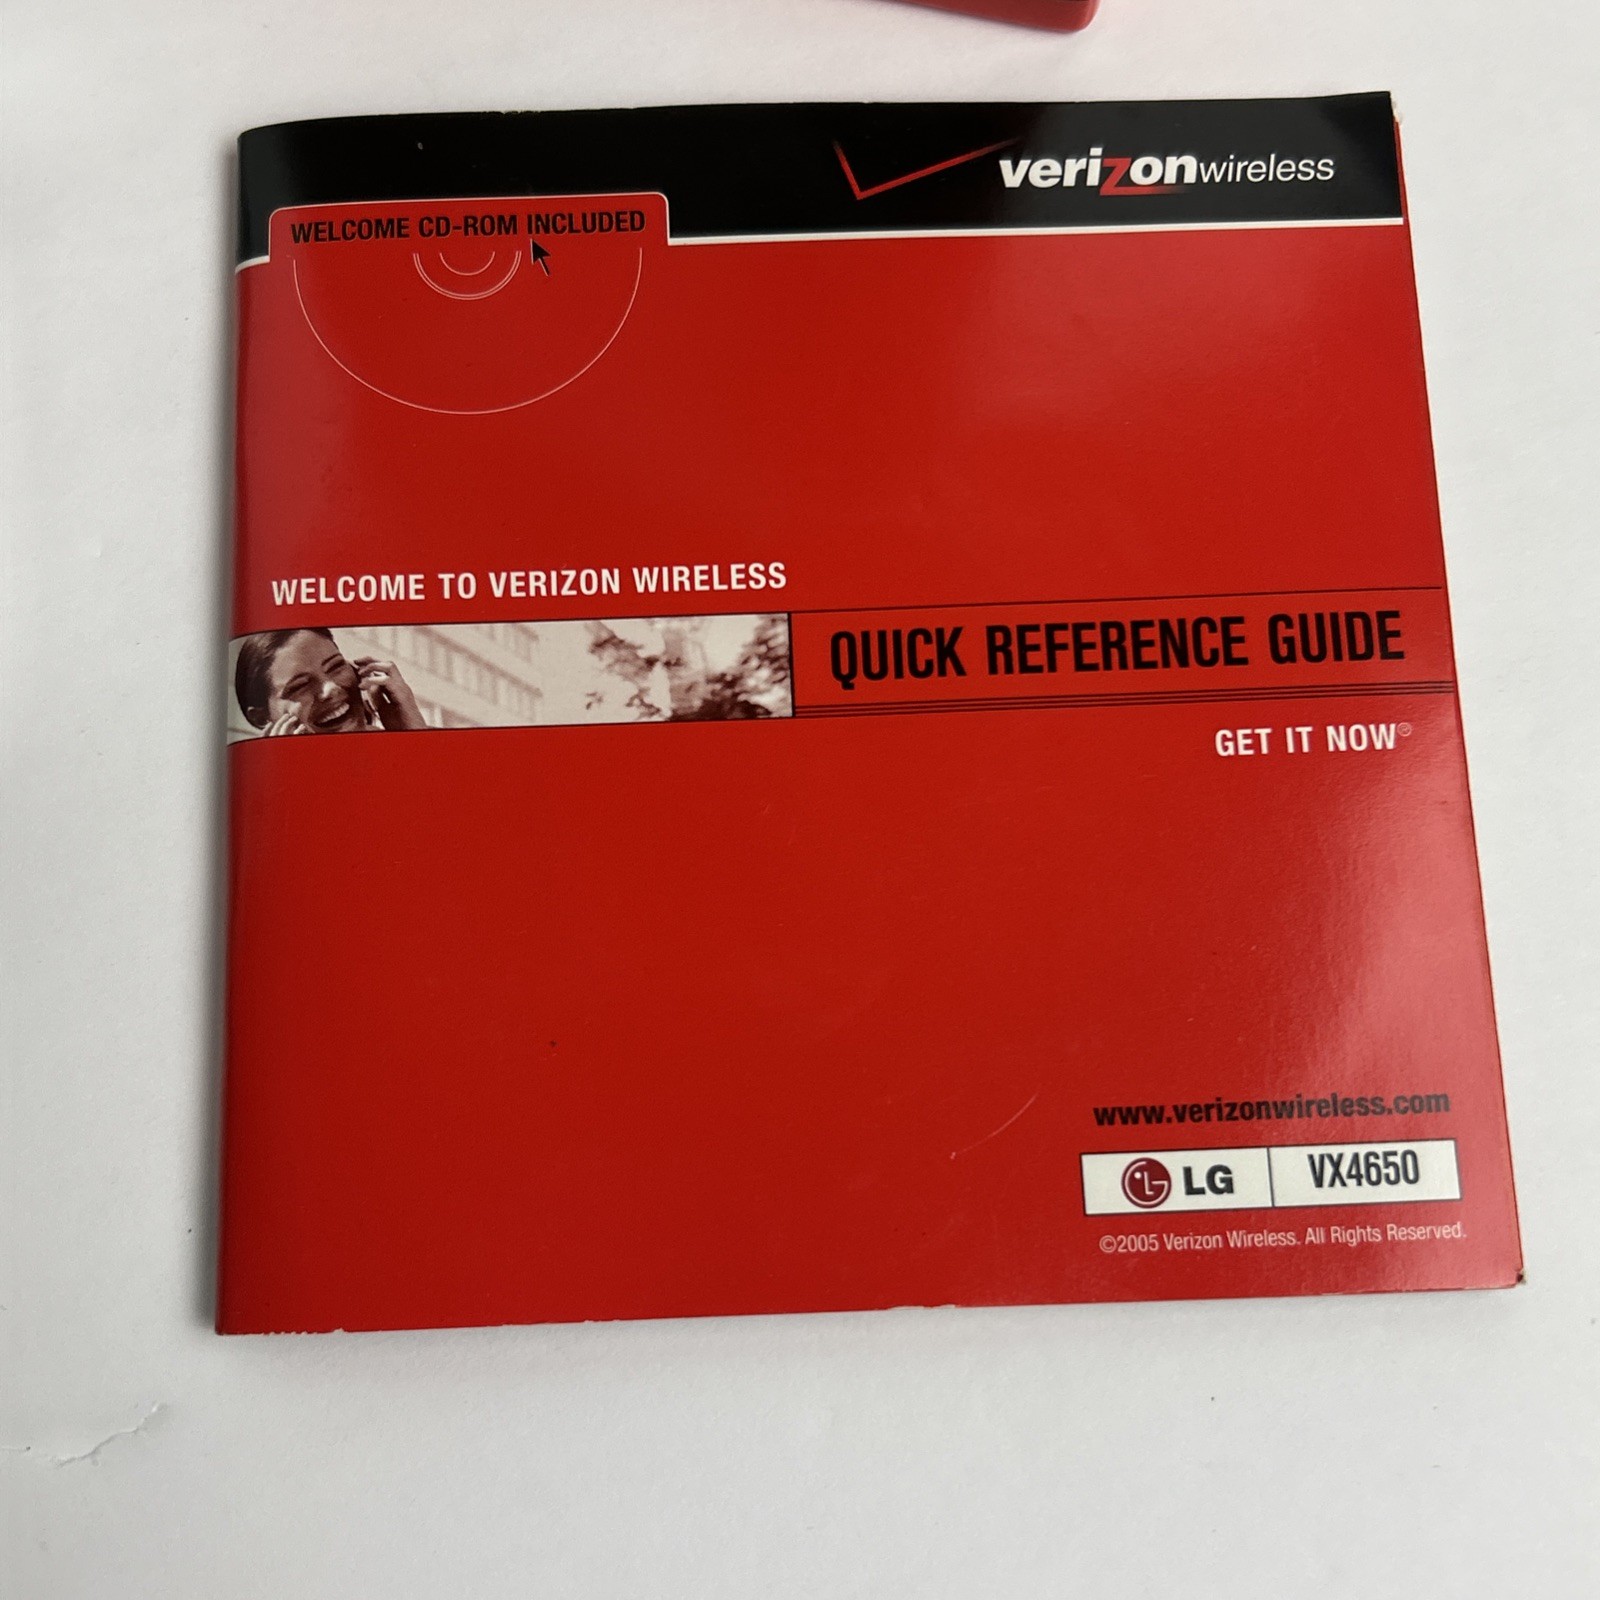 verizonwireless
WELCOME CD-ROM INCLUDED
WELCOME TO VERIZON WIRELESS
QUICK REFERENCE GUIDE
GET IT NOW®
www.verizonwireless.com
LG VX4650
©2005 Verizon Wireless. All Rights Reserved.